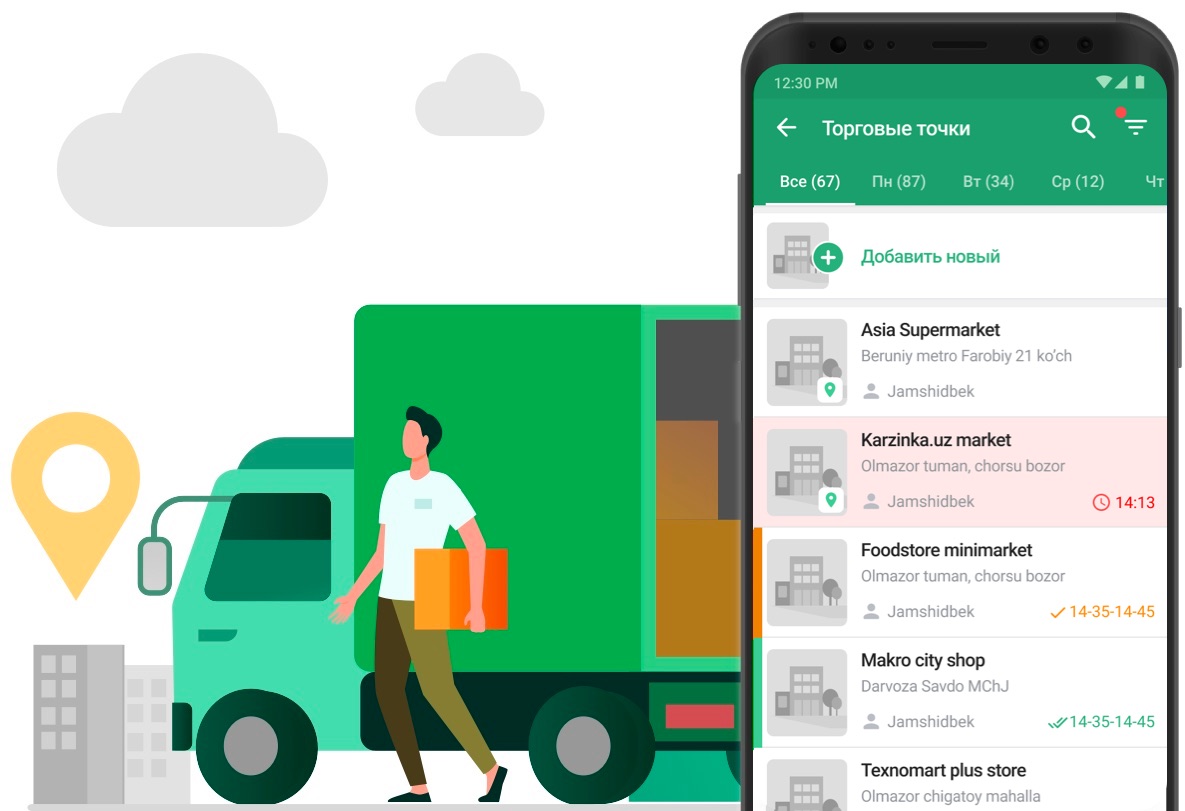 12:30 PM
Торговые точки
Все (67) Пн (87) Вт (34) Ср (12) Чт
Добавить новый
Asia Supermarket
Beruniy metro Farobiy 21 ko’ch
Jamshidbek
Karzinka.uz market
Olmazor tuman, chorsu bozor
Jamshidbek 14:13
Foodstore minimarket
Olmazor tuman, chorsu bozor
Jamshidbek 14-35-14-45
Makro city shop
Darvoza Savdo MChJ
Jamshidbek 14-35-14-45
Texnomart plus store
Olmazor chigatoy mahalla